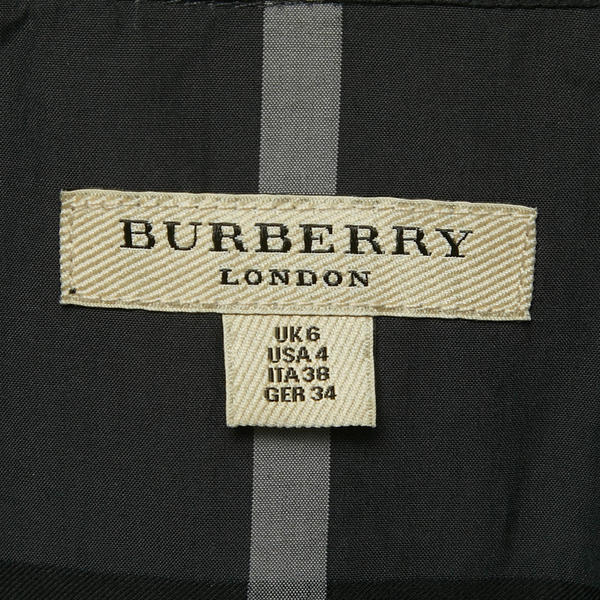 BURBERRY
LONDON
UK 6
USA 4
ITA 38
GER 34